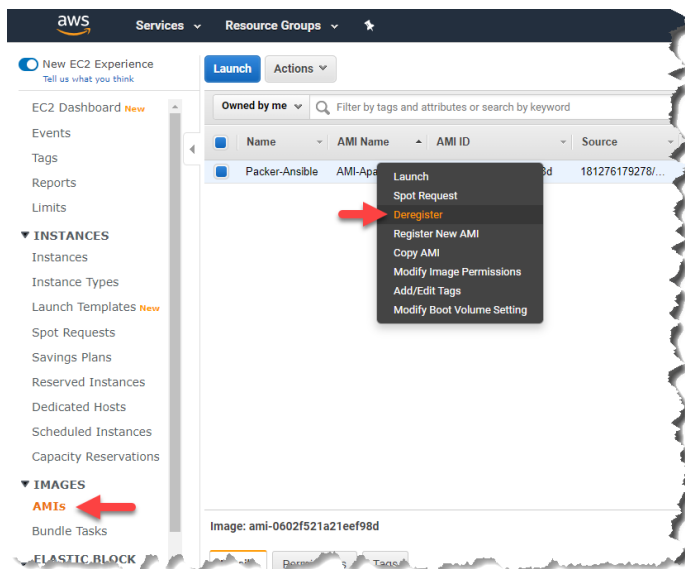 aws
Services
Resource Groups
New EC2 Experience
Tell us what you think
Launch
Actions
EC2 Dashboard New
Events
Tags
Reports
Limits
INSTANCES
Instances
Instance Types
Launch Templates New
Spot Requests
Savings Plans
Reserved Instances
Dedicated Hosts
Scheduled Instances
Capacity Reservations
IMAGES
AMIs
Bundle Tasks
ELASTIC BLOCK
Owned by me
Filter by tags and attributes or search by keyword
Name
AMI Name
AMI ID
Source
Packer-Ansible
AMI-Apa
8d
181276179278/...
Launch
Spot Request
Deregister
Register New AMI
Copy AMI
Modify Image Permissions
Add/Edit Tags
Modify Boot Volume Setting
Image: ami-0602f521a21eef98d
Tags